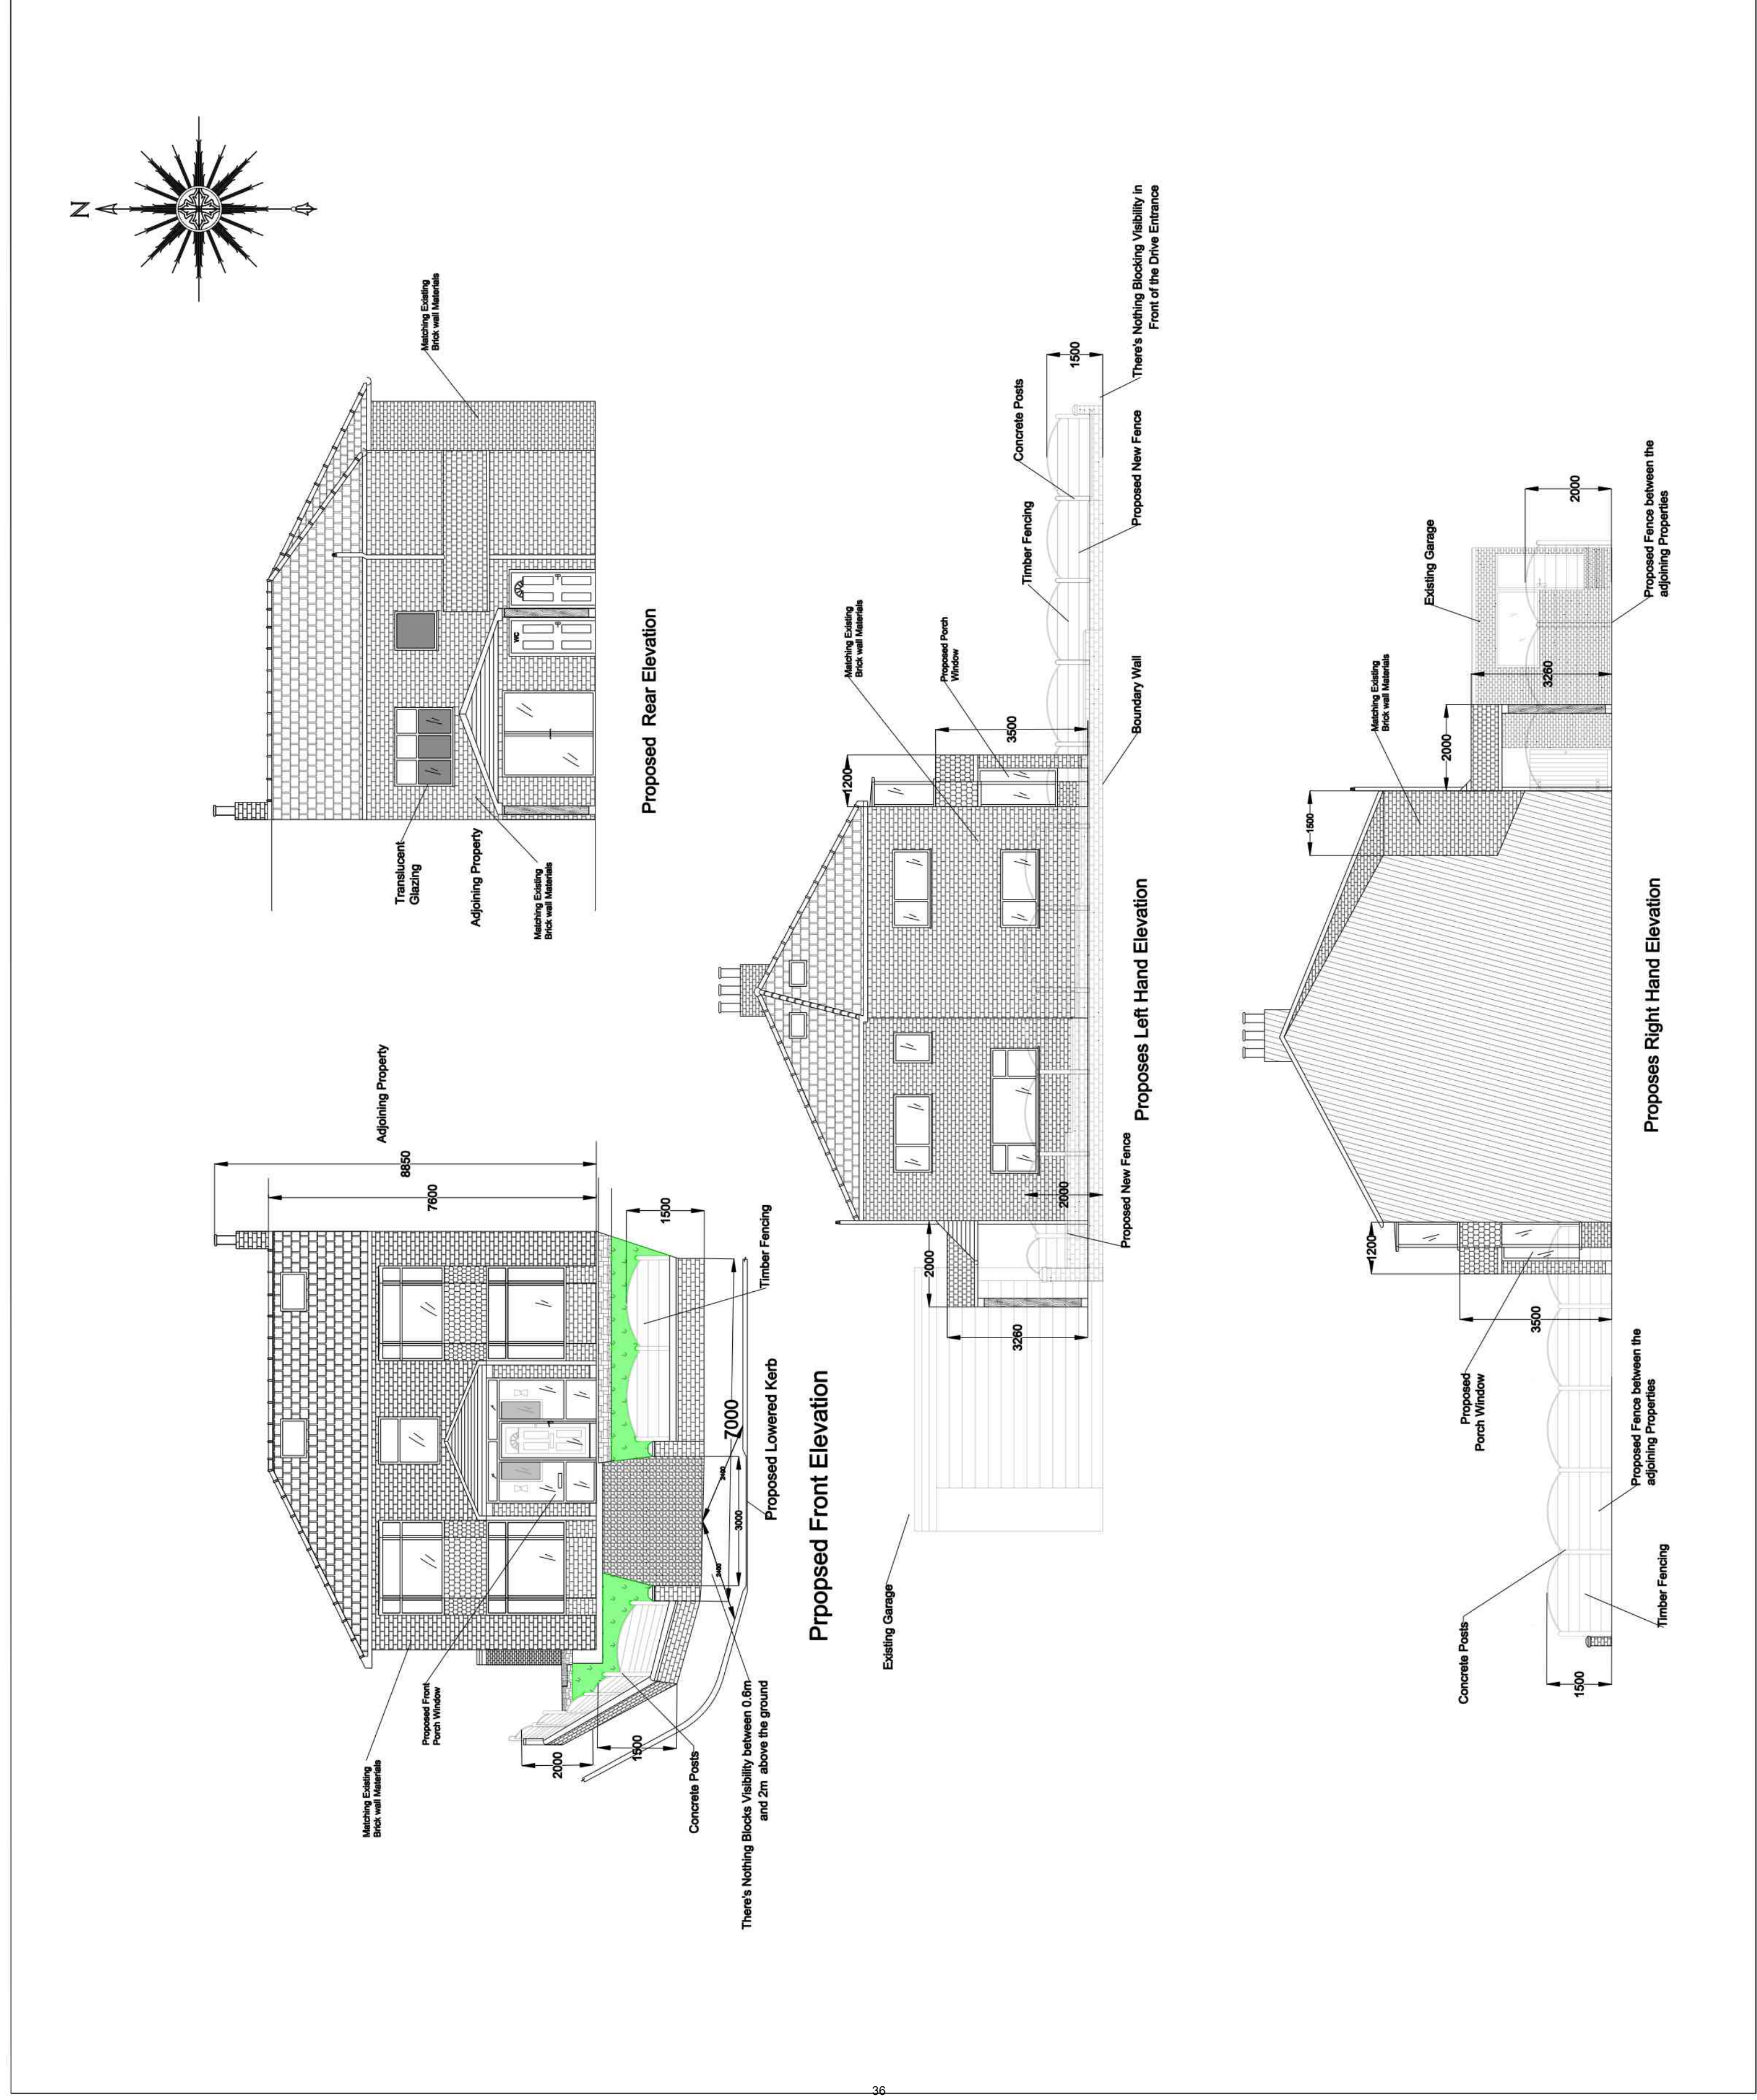 N
8850
7600
Adjoining Property
Matching Existing
Brick wall Materials
Proposed Front
Porch Window
2000
1500
1500
Concrete Posts
There's Nothing Blocks Visibility between 0.6m
and 2m above the ground
2400
2400
3000
7000
Timber Fencing
Proposed Lowered Kerb
Prpopsed Front Elevation
Translucent
Glazing
Adjoining Property
Matching Existing
Brick wall Materials
WC
Matching Existing
Brick wall Materials
Proposed Rear Elevation
Existing Garage
3260
2000
2000
Proposed New Fence
Proposes Left Hand Elevation
1200
3500
Matching Existing
Brick wall Materials
Proposed Porch
Window
Boundary Wall
Timber Fencing
Concrete Posts
Proposed New Fence
1500
There's Nothing Blocking Visibility in
Front of the Drive Entrance
Concrete Posts
1500
Timber Fencing
Proposed Fence between the
adjoining Properties
Proposed
Porch Window
3500
1200
Proposes Right Hand Elevation
1500
2000
Matching Existing
Brick wall Materials
3260
Existing Garage
2000
Proposed Fence between the
adjoining Properties
36